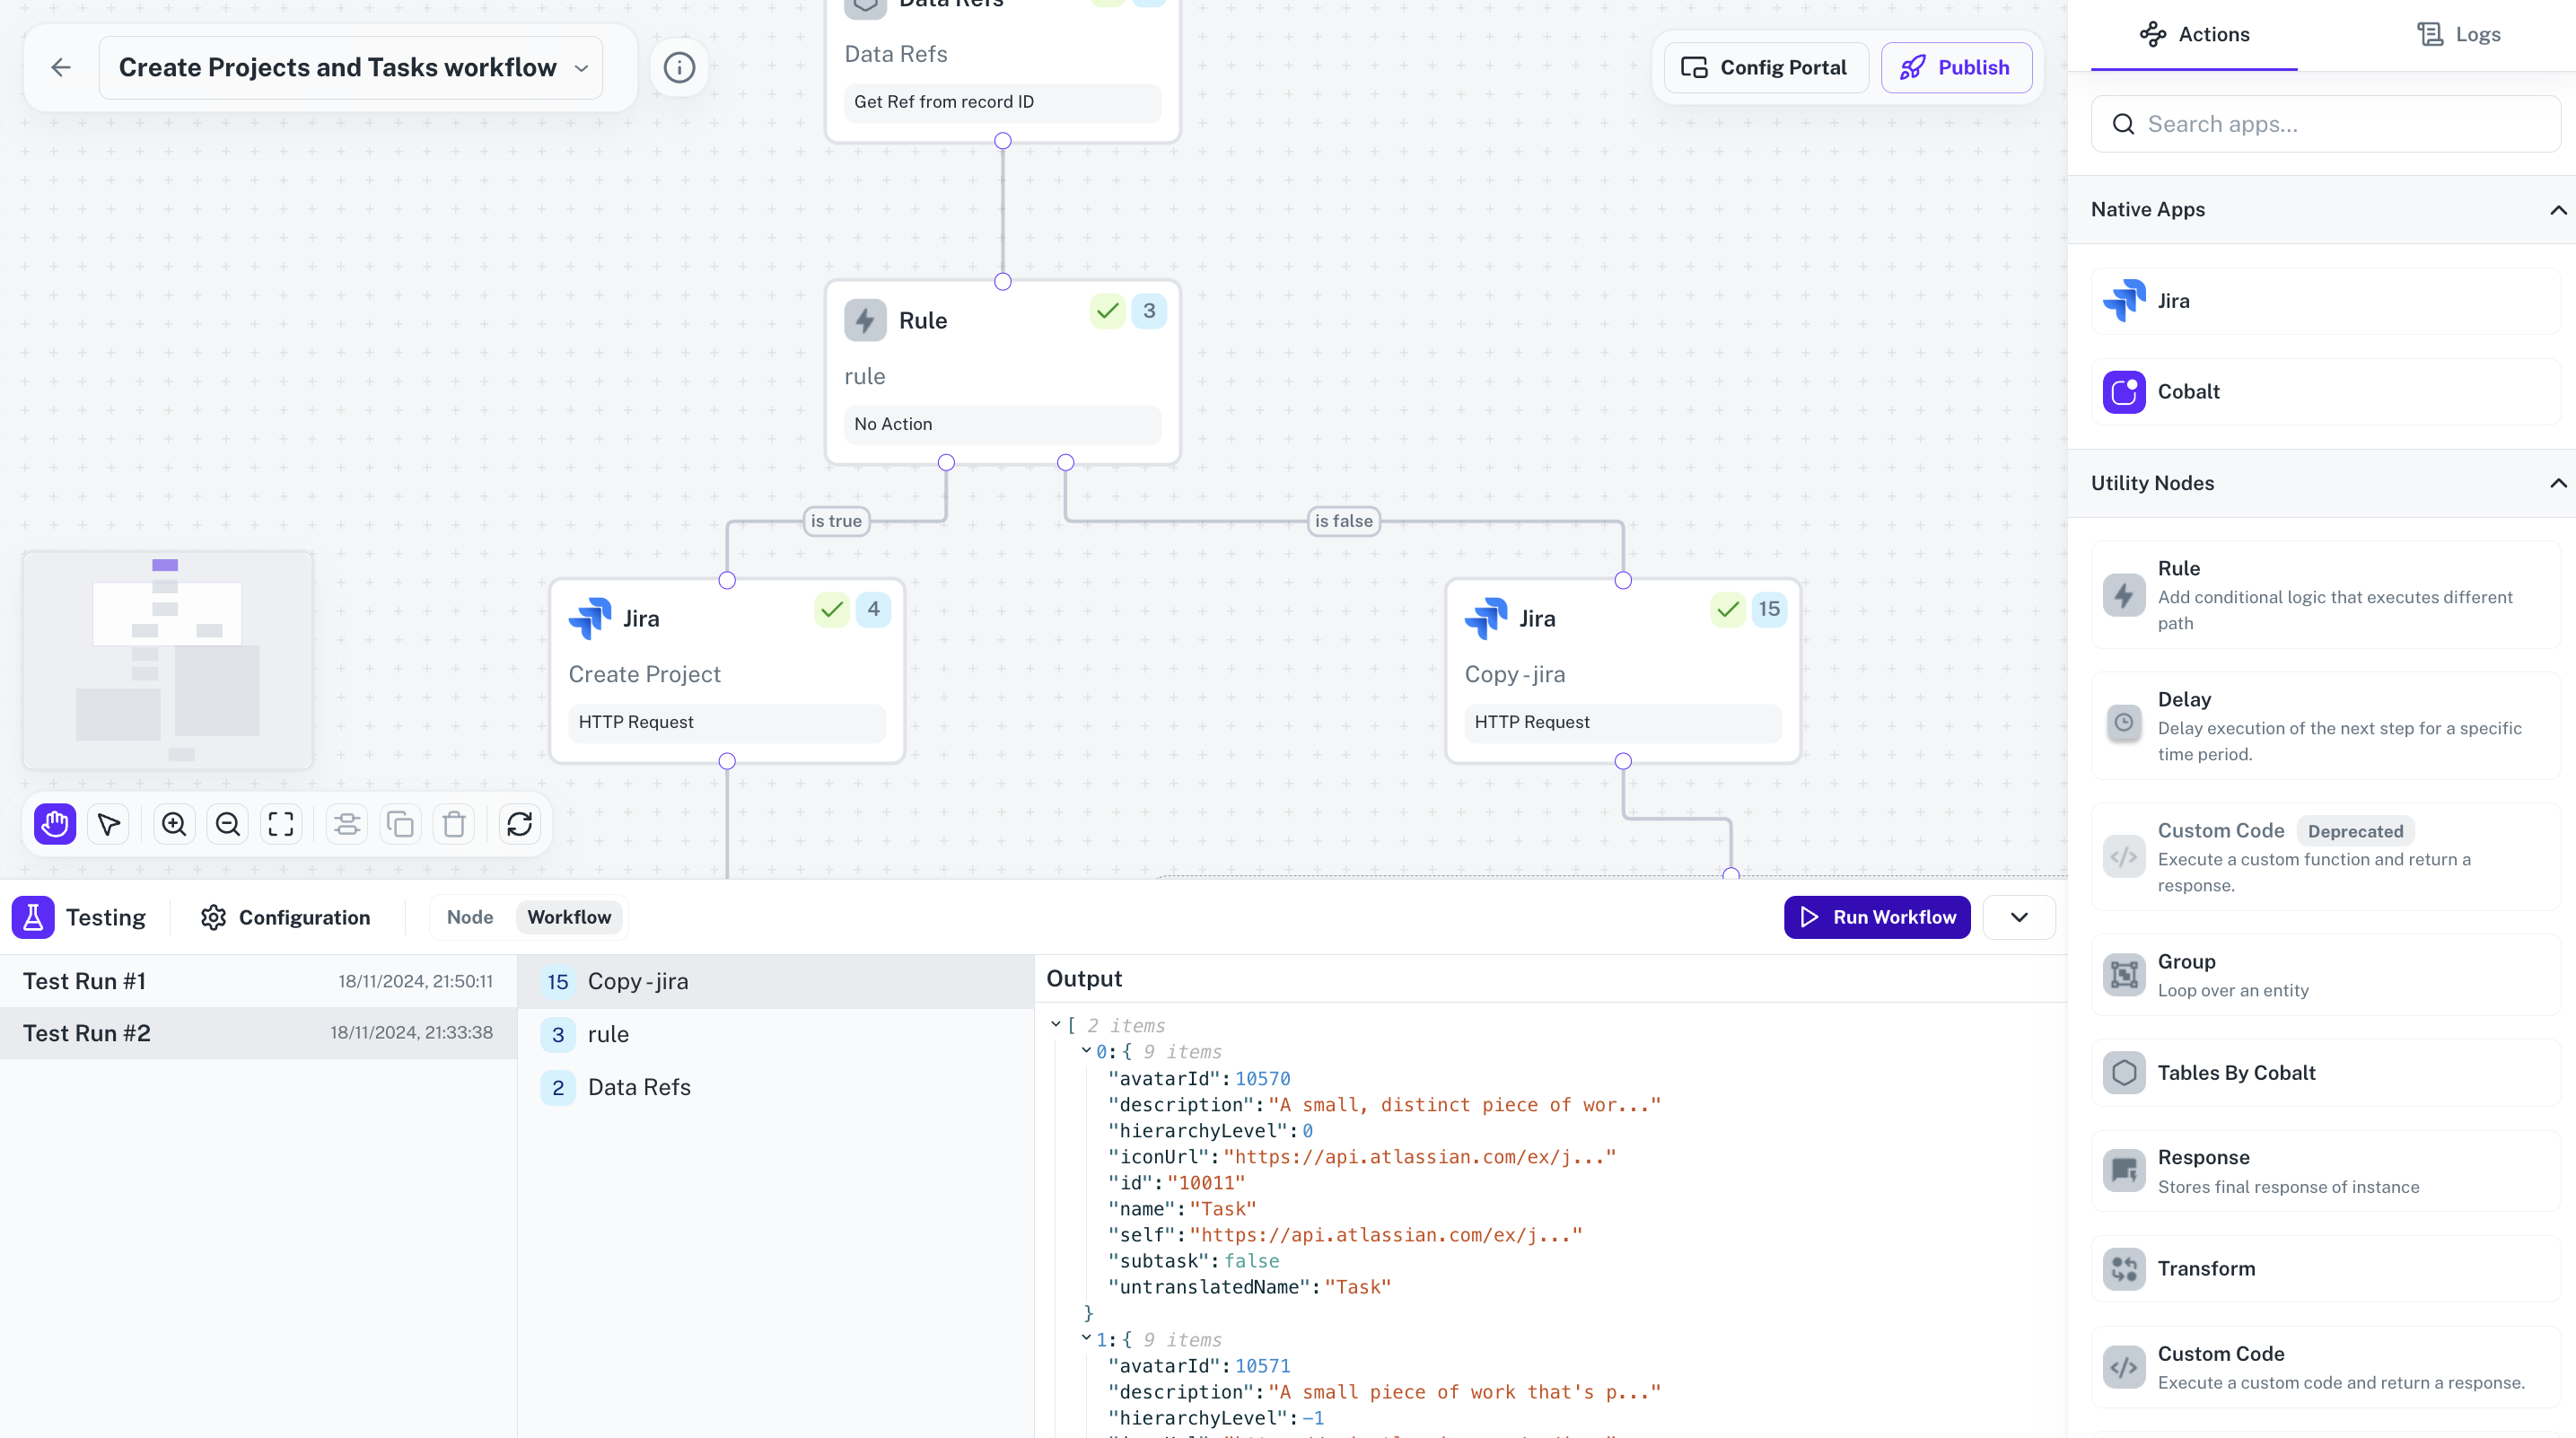 Create Projects and Tasks workflow
Data Refs
Data Refs
Get Ref from record ID
Config Portal
Publish
Rule
3
rule
No Action
is true
is false
Jira
4
Create Project
HTTP Request
Jira
15
Copy-jira
HTTP Request
Testing
Configuration
Node
Workflow
Run Workflow
Test Run #1
18/11/2024, 21:50:11
Test Run #2
18/11/2024, 21:33:38
15 Copy-jira
3 rule
2 Data Refs
Output
[ 2 items
0:{ 9 items
"avatarId":10570
"description":"A small, distinct piece of wor..."
"hierarchyLevel":0
"iconUrl":"https://api.atlassian.com/ex/j..."
"id":"10011"
"name":"Task"
"self":"https://api.atlassian.com/ex/j..."
"subtask":false
"untranslatedName":"Task"
}
1:{ 9 items
"avatarId":10571
"description":"A small piece of work that's p..."
"hierarchyLevel":-1
Actions
Logs
Search apps...
Native Apps
Jira
Cobalt
Utility Nodes
Rule
Add conditional logic that executes different
path
Delay
Delay execution of the next step for a specific
time period.
Custom Code Deprecated
Execute a custom function and return a
response.
Group
Loop over an entity
Tables By Cobalt
Response
Stores final response of instance
Transform
Custom Code
Execute a custom code and return a response.